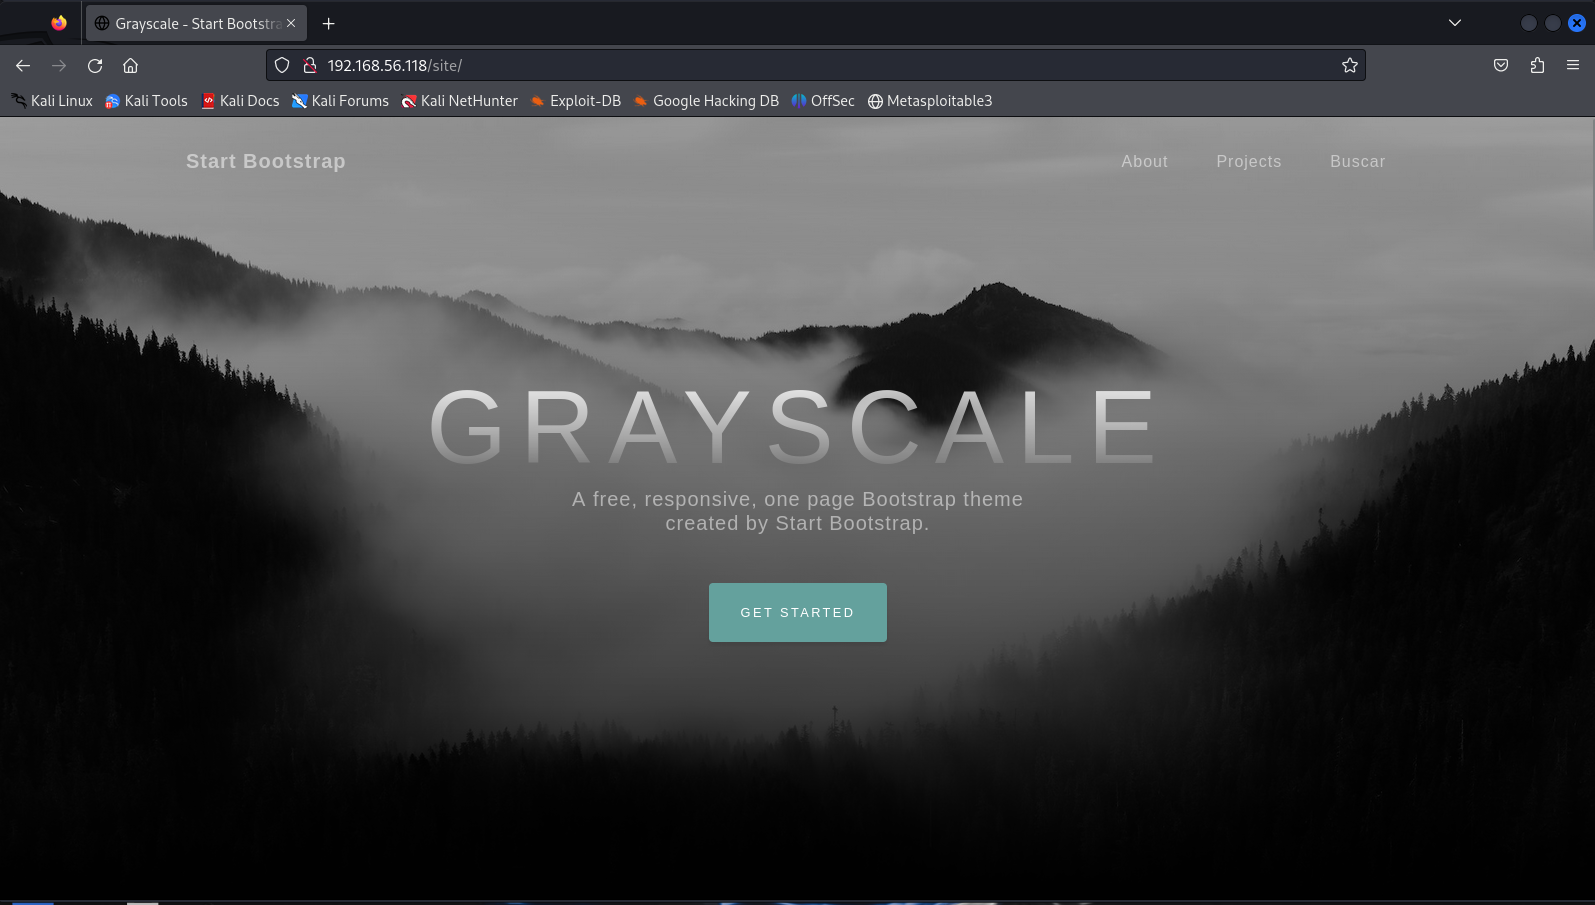 Grayscale - Start Bootstra
192.168.56.118/site/
Kali Linux Kali Tools Kali Docs Kali Forums Kali NetHunter Exploit-DB Google Hacking DB OffSec Metasploitable3
Start Bootstrap About Projects Buscar
GRAYSCALE
A free, responsive, one page Bootstrap theme
created by Start Bootstrap.
GET STARTED